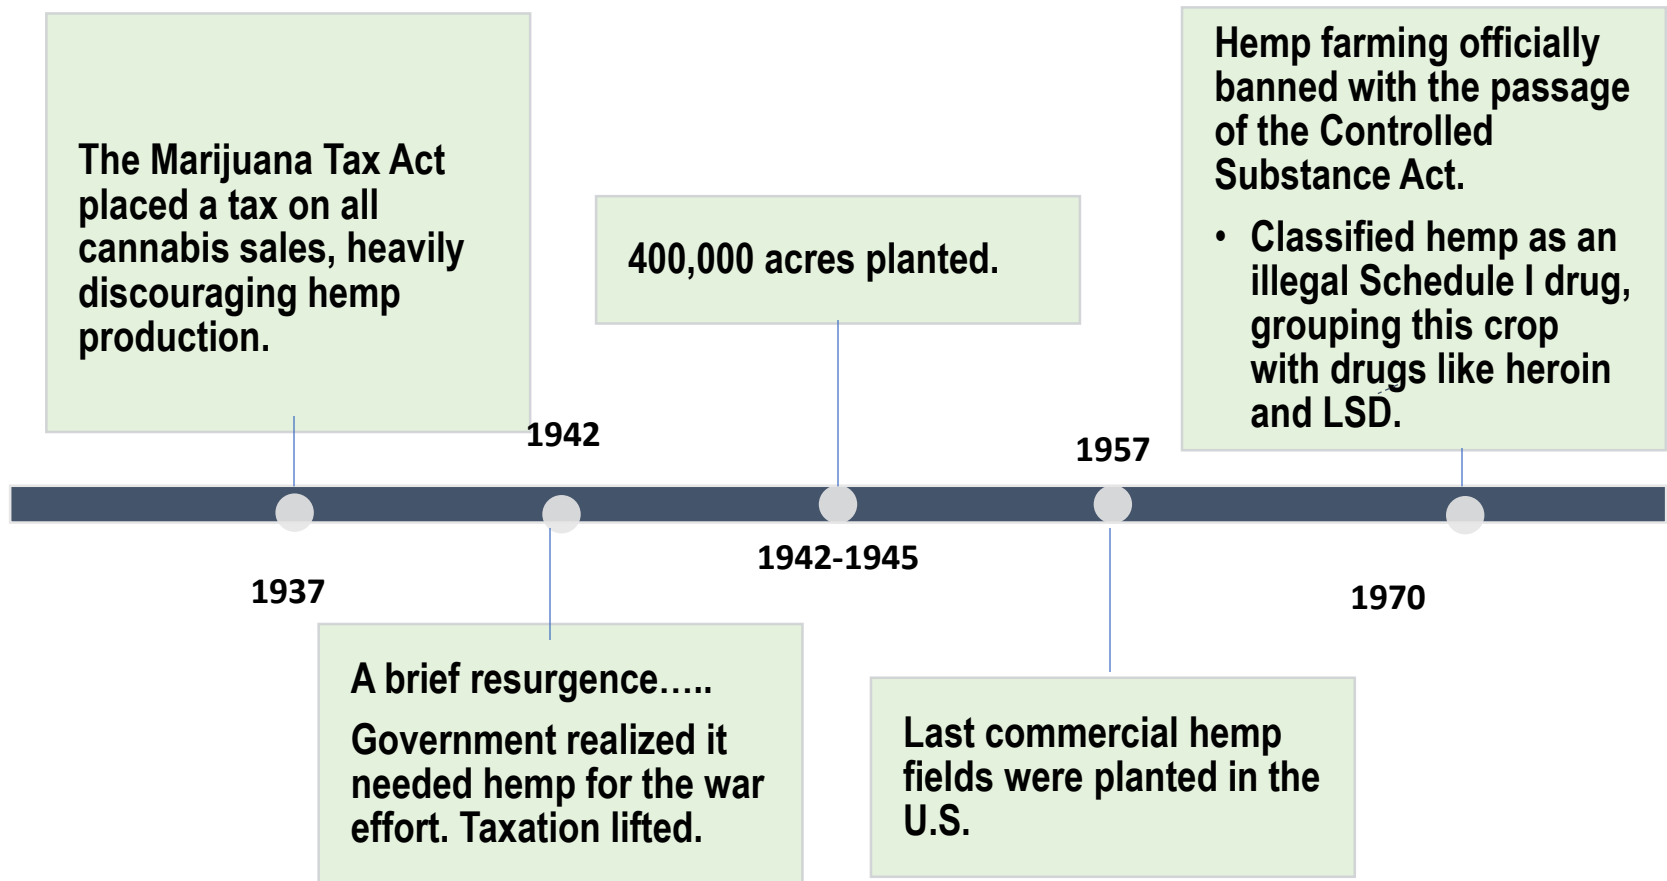 The Marijuana Tax Act
placed a tax on all
cannabis sales, heavily
discouraging hemp
production.
1937
1942
A brief resurgence…..
Government realized it
needed hemp for the war
effort. Taxation lifted.
400,000 acres planted.
1942-1945
1957
Last commercial hemp
fields were planted in the
U.S.
Hemp farming officially
banned with the passage
of the Controlled
Substance Act.
• Classified hemp as an
illegal Schedule I drug,
grouping this crop
with drugs like heroin
and LSD.
1970